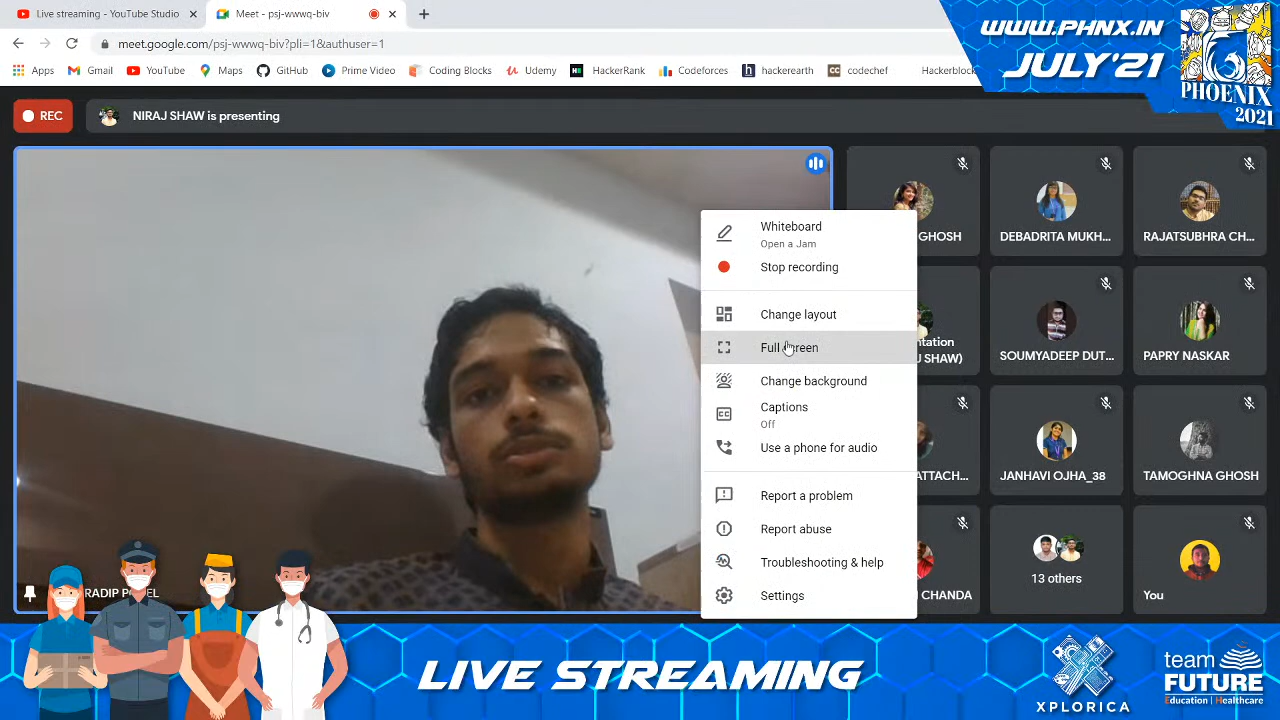 Live streaming - YouTube Studio
Meet - psj-wwwq-biv
meet.google.com/psj-wwwq-biv?pli=1&authuser=1
Apps Gmail YouTube Maps GitHub Prime Video Blocks Udemy HackerRank Codeforces hackerearth codechef Hackerblock
WWW.PHNX.IN
JULY'21
PHOENIX
2021
REC
NIRAJ SHAW is presenting
GHOSH
DEBADRITA MUKH...
RAJATSUBHRA CH...
Whiteboard
Open a Jam
Stop recording
Change layout
Full
Change background
Captions
Off
Use a phone for audio
Report a problem
Report abuse
Troubleshooting & help
Settings
ntation
J SHAW)
SOUMYADEEP DUT...
PAPRY NASKAR
ATTACH...
JANHAVI OJHA_38
TAMOGHNA GHOSH
CHANDA
13 others
You
LIVE STREAMING
XPLORICA
team
FUTURE
Education | Healthcare